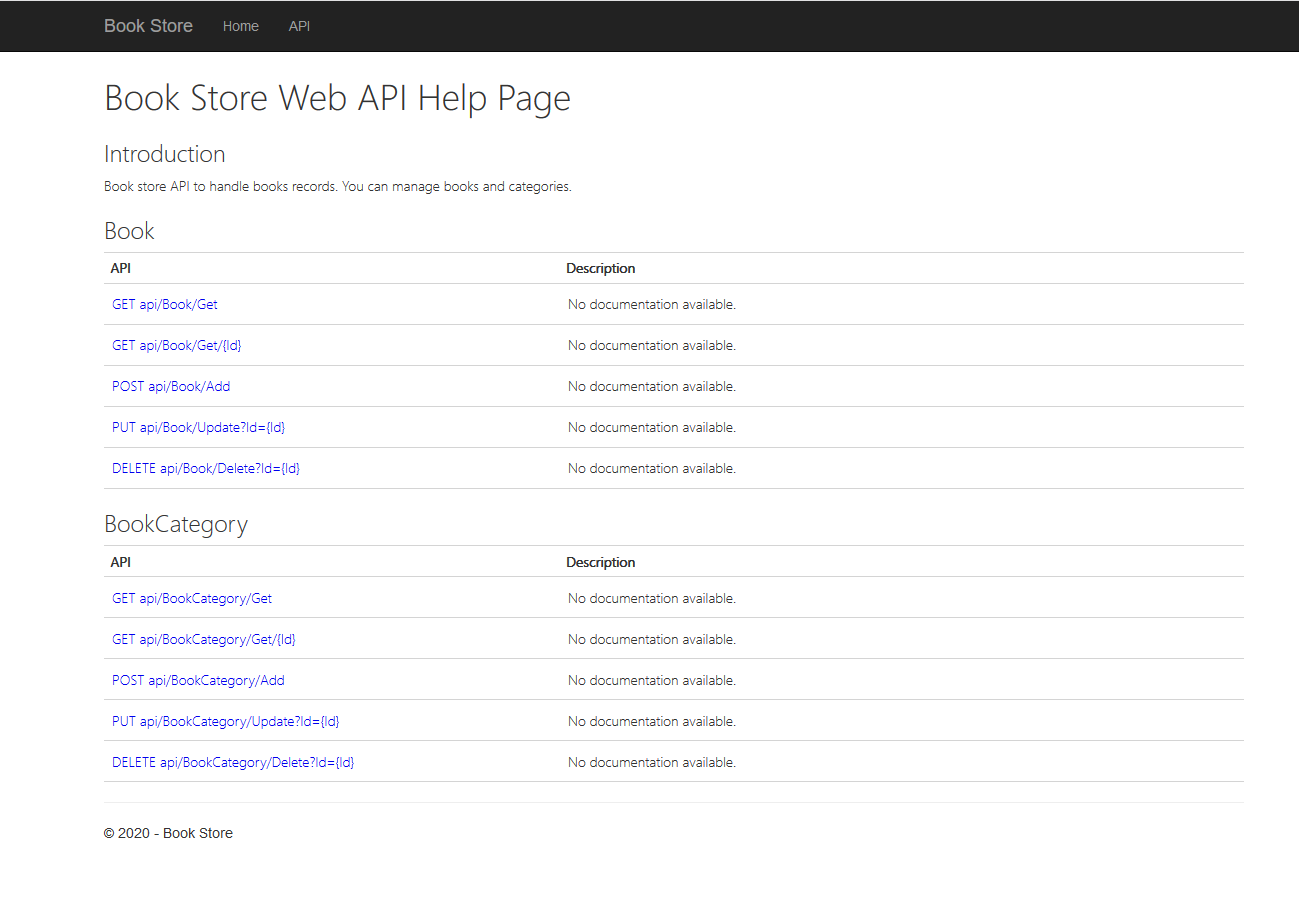 Book Store Home API
Book Store Web API Help Page
Introduction
Book store API to handle books records. You can manage books and categories.
Book
API Description
GET api/Book/Get No documentation available.
GET api/Book/Get/{Id} No documentation available.
POST api/Book/Add No documentation available.
PUT api/Book/Update?Id={Id} No documentation available.
DELETE api/Book/Delete?Id={Id} No documentation available.
BookCategory
API Description
GET api/BookCategory/Get No documentation available.
GET api/BookCategory/Get/{Id} No documentation available.
POST api/BookCategory/Add No documentation available.
PUT api/BookCategory/Update?Id={Id} No documentation available.
DELETE api/BookCategory/Delete?Id={Id} No documentation available.
© 2020 - Book Store